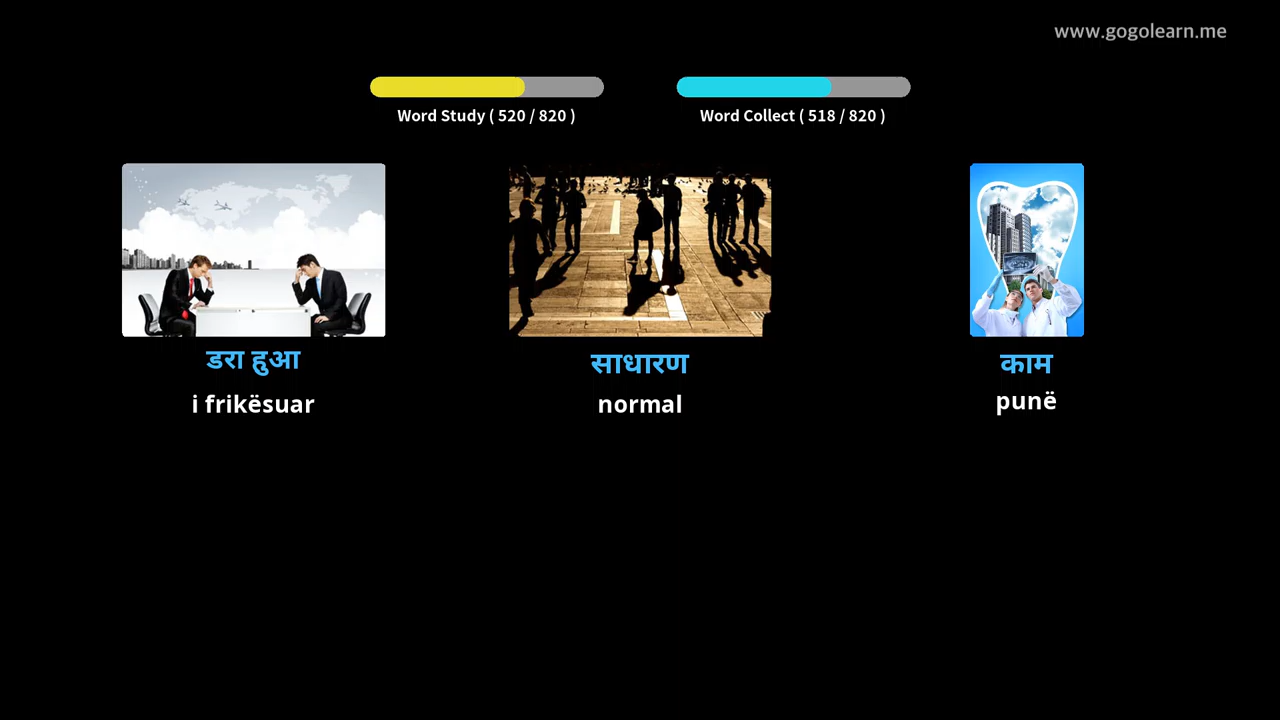 www.gogolearn.me
Word Study ( 520 / 820 )
Word Collect ( 518 / 820 )
डरा हुआ
साधारण
काम
i frikësuar
normal
punë